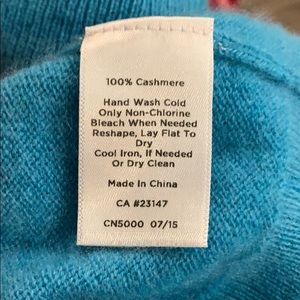 100% Cashmere
Hand Wash Cold
Only Non-Chlorine
Bleach When Needed
Reshape, Lay Flat To
Dry
Cool Iron, If Needed
Or Dry Clean
Made In China
CA #23147
CN5000 07/15